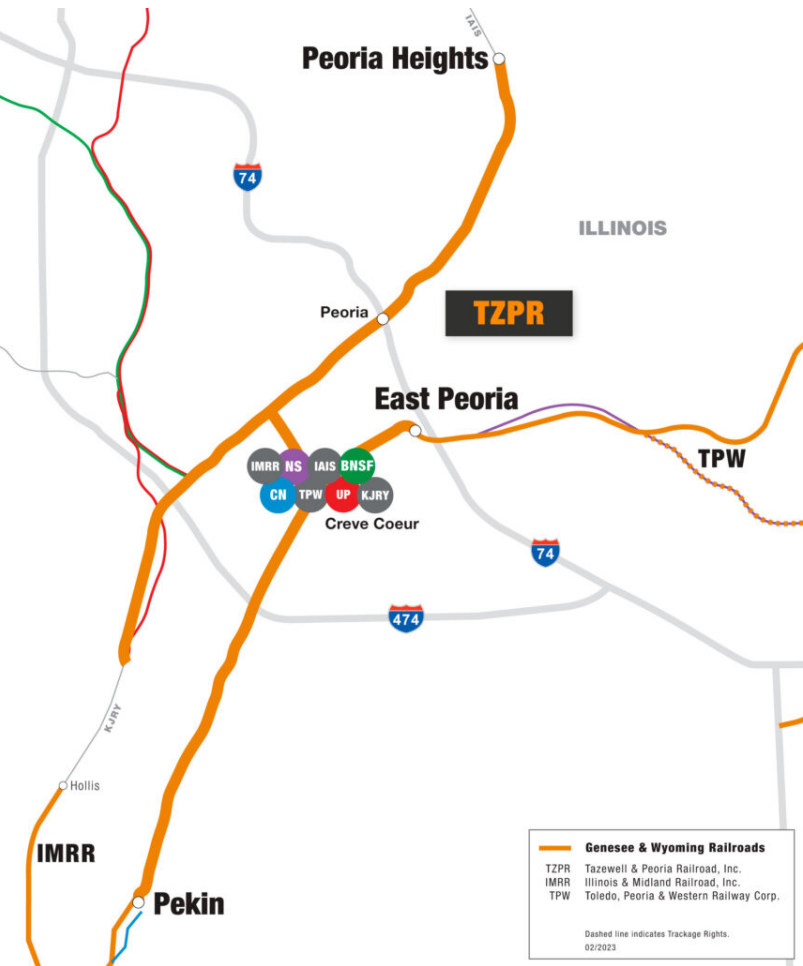 IAIS
Peoria Heights
74
ILLINOIS
Peoria
TZPR
East Peoria
TPW
IMRR NS IAIS BNSF
CN TPW UP KJRY
Creve Coeur
74
474
KJRY
Hollis
IMRR
Pekin
Genesee & Wyoming Railroads
TZPR Tazewell & Peoria Railroad, Inc.
IMRR Illinois & Midland Railroad, Inc.
TPW Toledo, Peoria & Western Railway Corp.
Dashed line indicates Trackage Rights.
02/2023